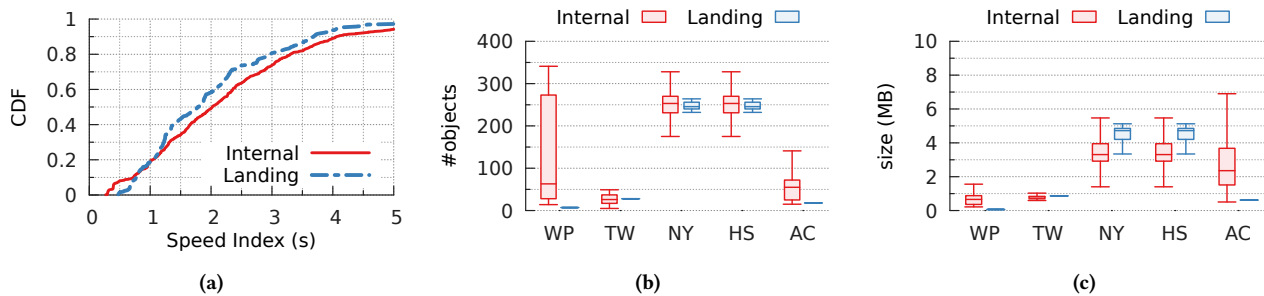 CDF
1
0.8
0.6
0.4
0.2
0
Internal
Landing
0 1 2 3 4 5
Speed Index (s)
(a)
Internal Landing
#objects
400
300
200
100
0
WP TW NY HS AC
(b)
Internal Landing
size (MB)
10
8
6
4
2
0
WP TW NY HS AC
(c)